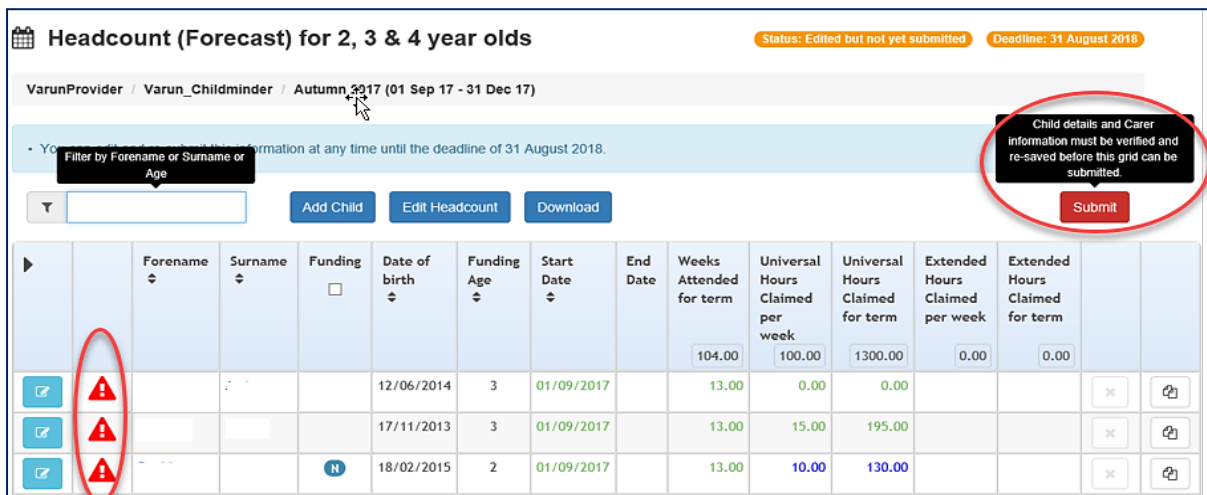 Headcount (Forecast) for 2, 3 & 4 year olds
Status: Edited but not yet submitted
Deadline: 31 August 2018
VarunProvider / Varun_Childminder / Autumn 2017 (01 Sep 17 - 31 Dec 17)
Child details and Carer
information must be verified and
re-saved before this grid can be
submitted.
• You information at any time until the deadline of 31 August 2018.
Filter by Forename or Surname or
Age
Add Child
Edit Headcount
Download
Submit
Forename
Surname
Funding
Date of
birth
Funding
Age
Start
Date
End
Date
Weeks
Attended
for term
104.00
Universal
Hours
Claimed
per
week
100.00
Universal
Hours
Claimed
for term
1300.00
Extended
Hours
Claimed
per week
0.00
Extended
Hours
Claimed
for term
0.00
12/06/2014 3 01/09/2017 13.00 0.00 0.00
17/11/2013 3 01/09/2017 13.00 15.00 195.00
N 18/02/2015 2 01/09/2017 13.00 10.00 130.00